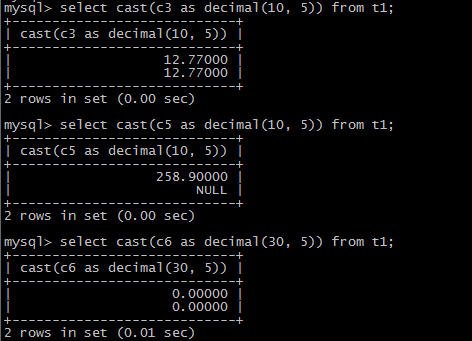 mysql> select cast(c3 as decimal(10, 5)) from t1;
+----------------------------+
| cast(c3 as decimal(10, 5)) |
+----------------------------+
|                   12.77000 |
|                   12.77000 |
+----------------------------+
2 rows in set (0.00 sec)
mysql> select cast(c5 as decimal(10, 5)) from t1;
+----------------------------+
| cast(c5 as decimal(10, 5)) |
+----------------------------+
|                  258.90000 |
|                       NULL |
+----------------------------+
2 rows in set (0.00 sec)
mysql> select cast(c6 as decimal(30, 5)) from t1;
+----------------------------+
| cast(c6 as decimal(30, 5)) |
+----------------------------+
|                    0.00000 |
|                    0.00000 |
+----------------------------+
2 rows in set (0.01 sec)